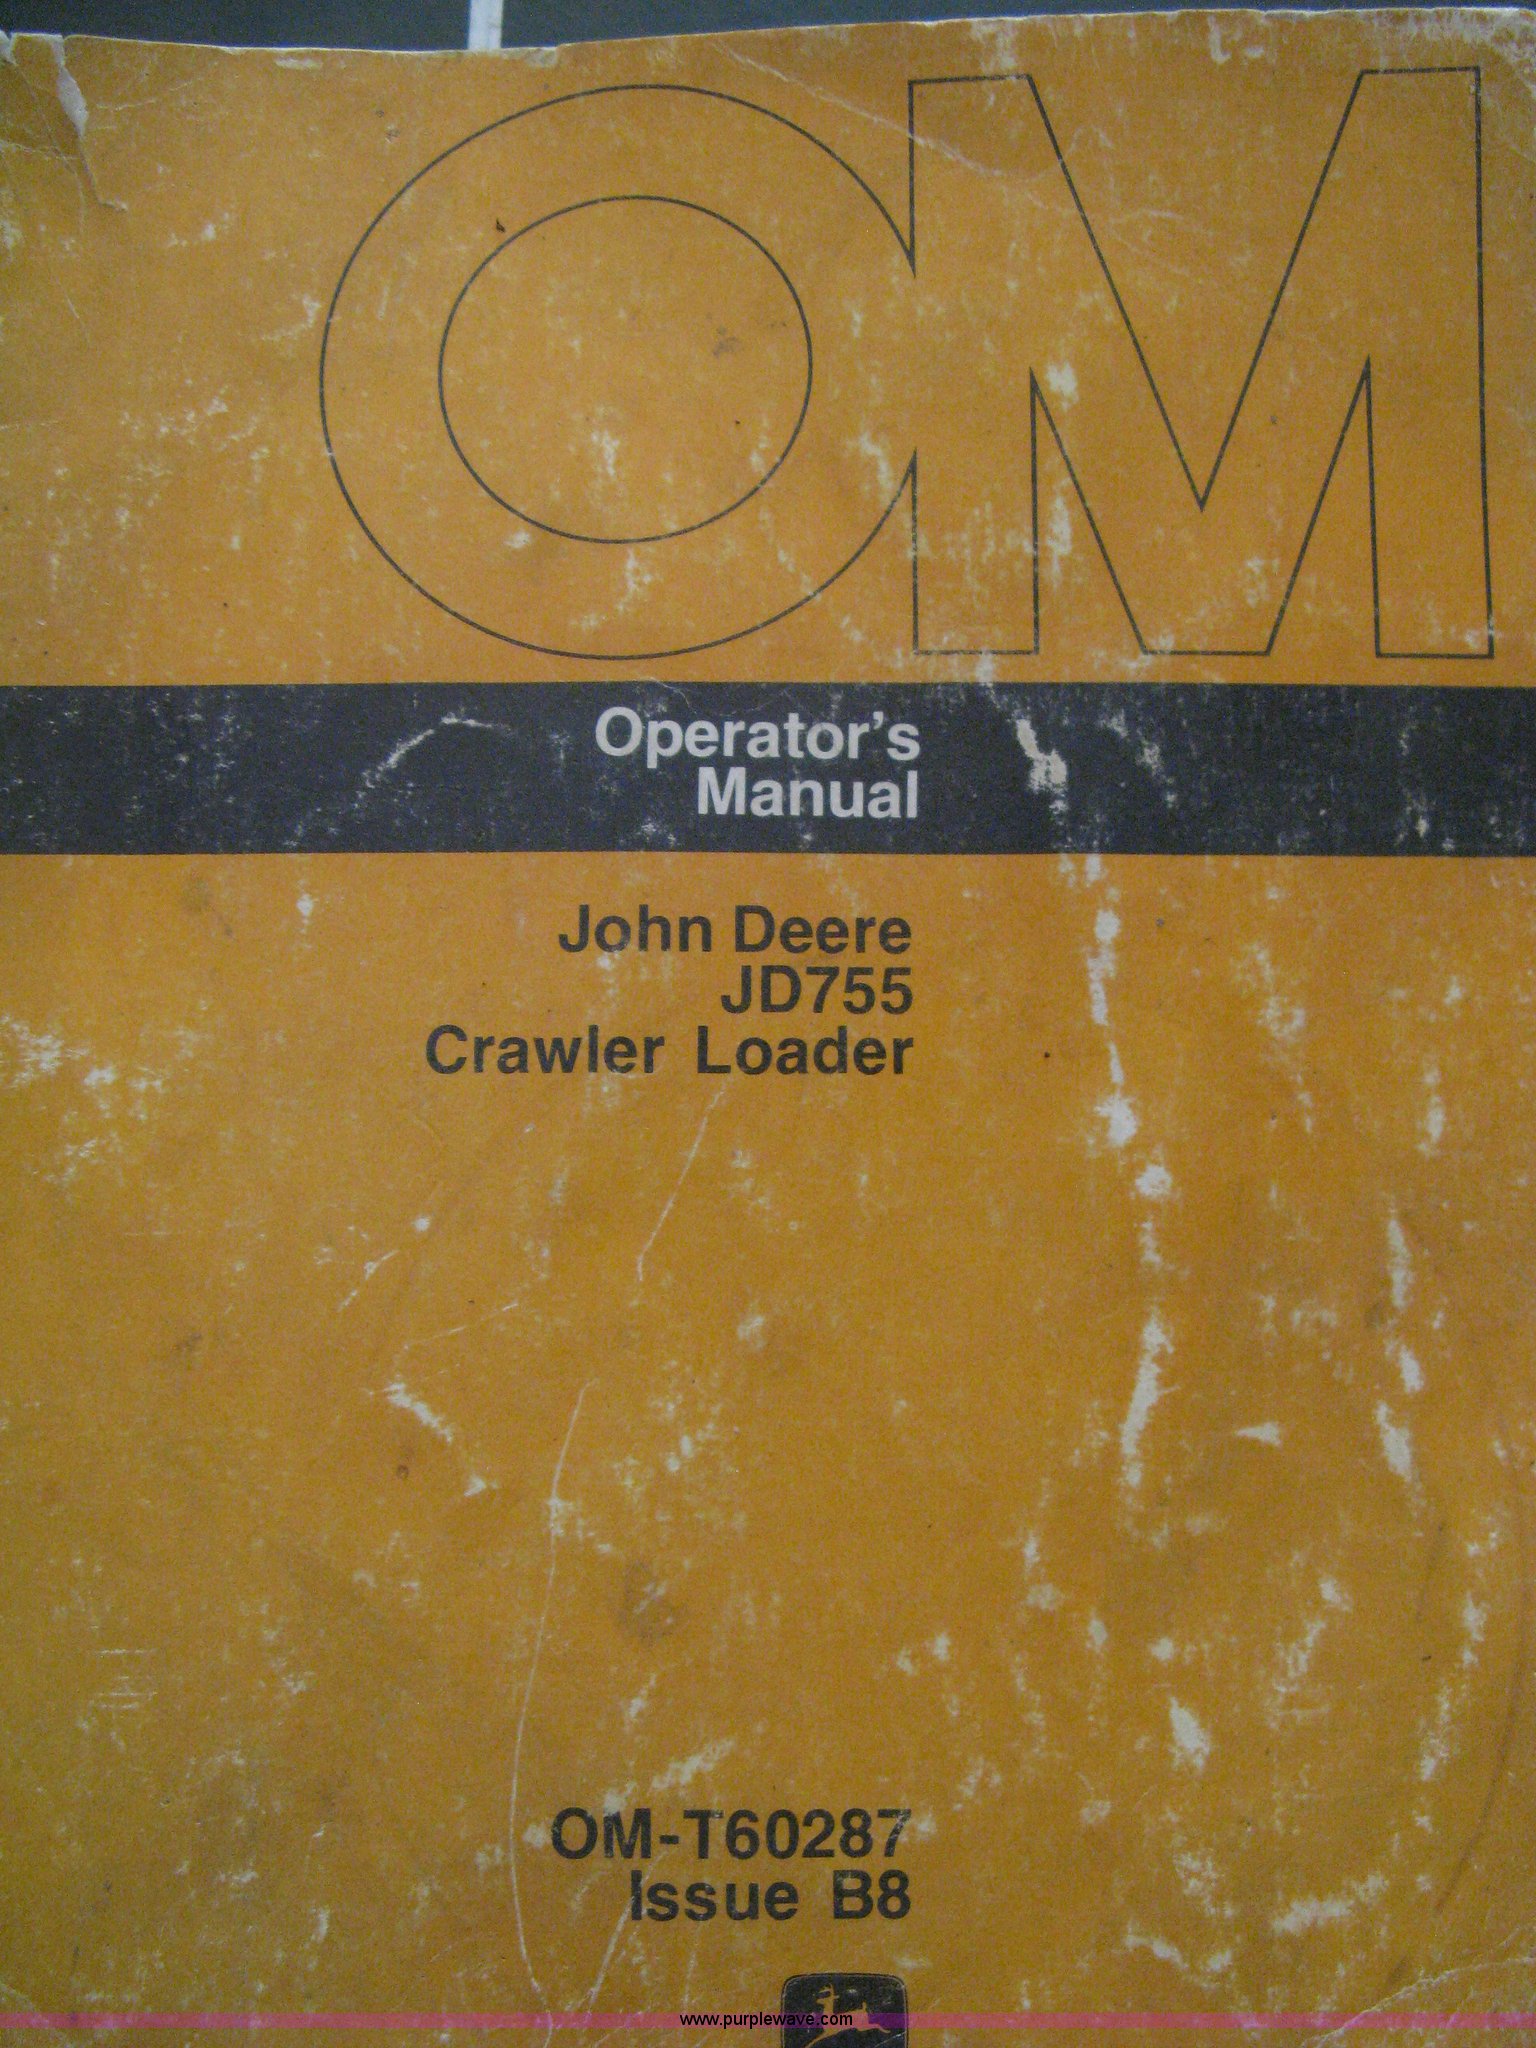 OM
Operator's
Manual
John Deere
JD755
Crawler Loader
OM-T60287
Issue B8
www.purplewave.com